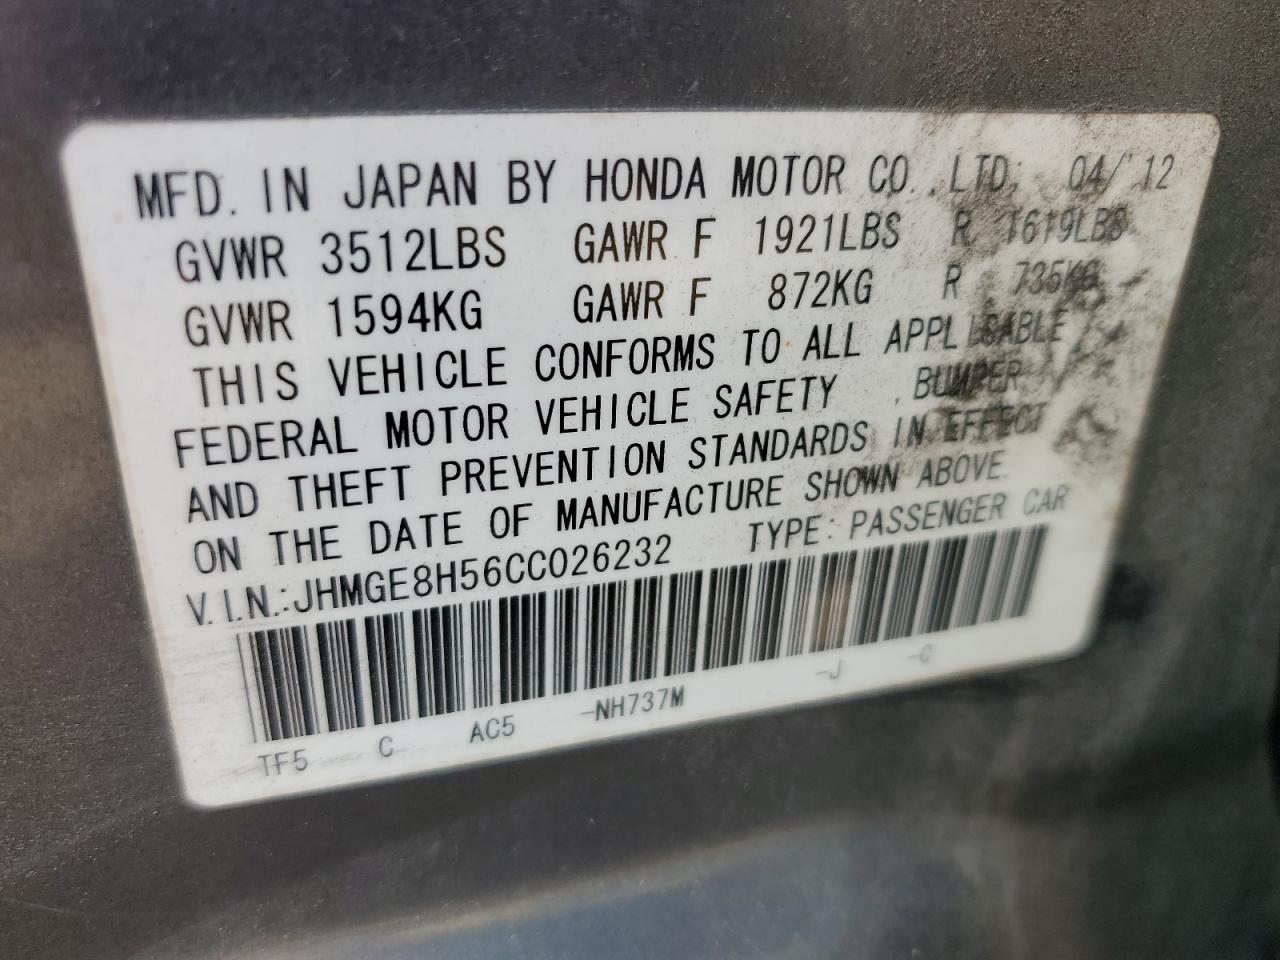 MFD. IN JAPAN BY HONDA MOTOR CO.,LTD. 04/'12
GVWR 3512LBS GAWR F 1921LBS R 1619LBS
GVWR 1594KG GAWR F 872KG R 735KG
THIS VEHICLE CONFORMS TO ALL APPLISABLE
FEDERAL MOTOR VEHICLE SAFETY , BUMPER,
AND THEFT PREVENTION STANDARDS IN EFFECT
ON THE DATE OF MANUFACTURE SHOWN ABOVE.
V.I.N.:JHMGE8H56CC026232 TYPE: PASSENGER CAR
TF5 C AC5 -NH737M -J -C